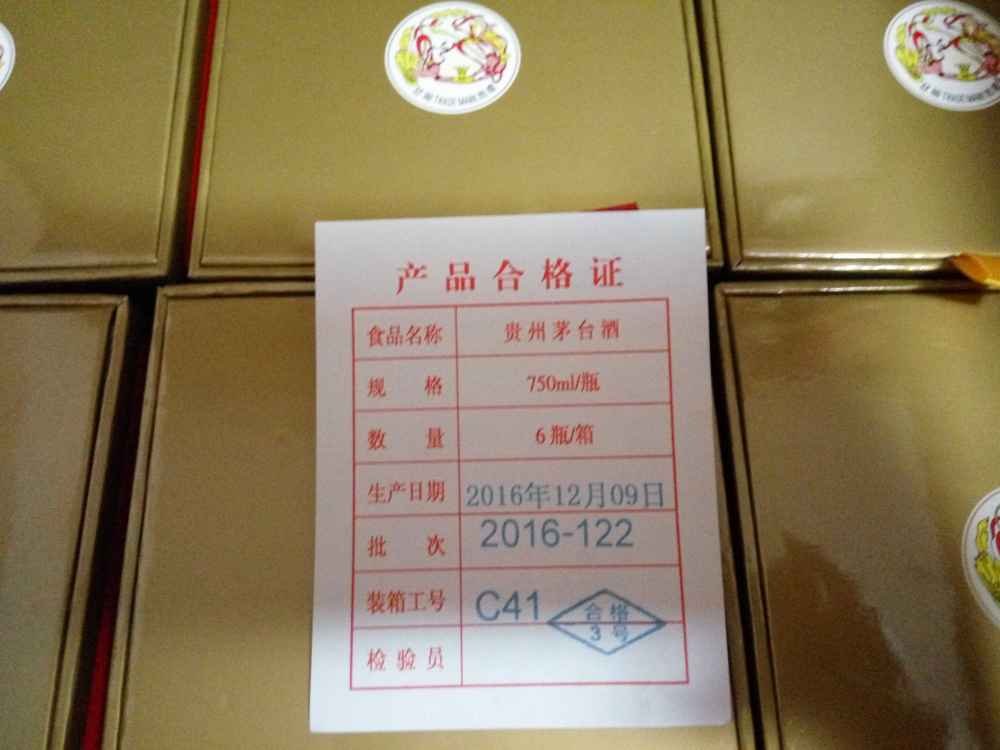 产品合格证
食品名称 贵州茅台酒
规 格 750ml/瓶
数 量 6瓶/箱
生产日期 2016年12月09日
批 次 2016-122
装箱工号 C41
合格
3号
检验员